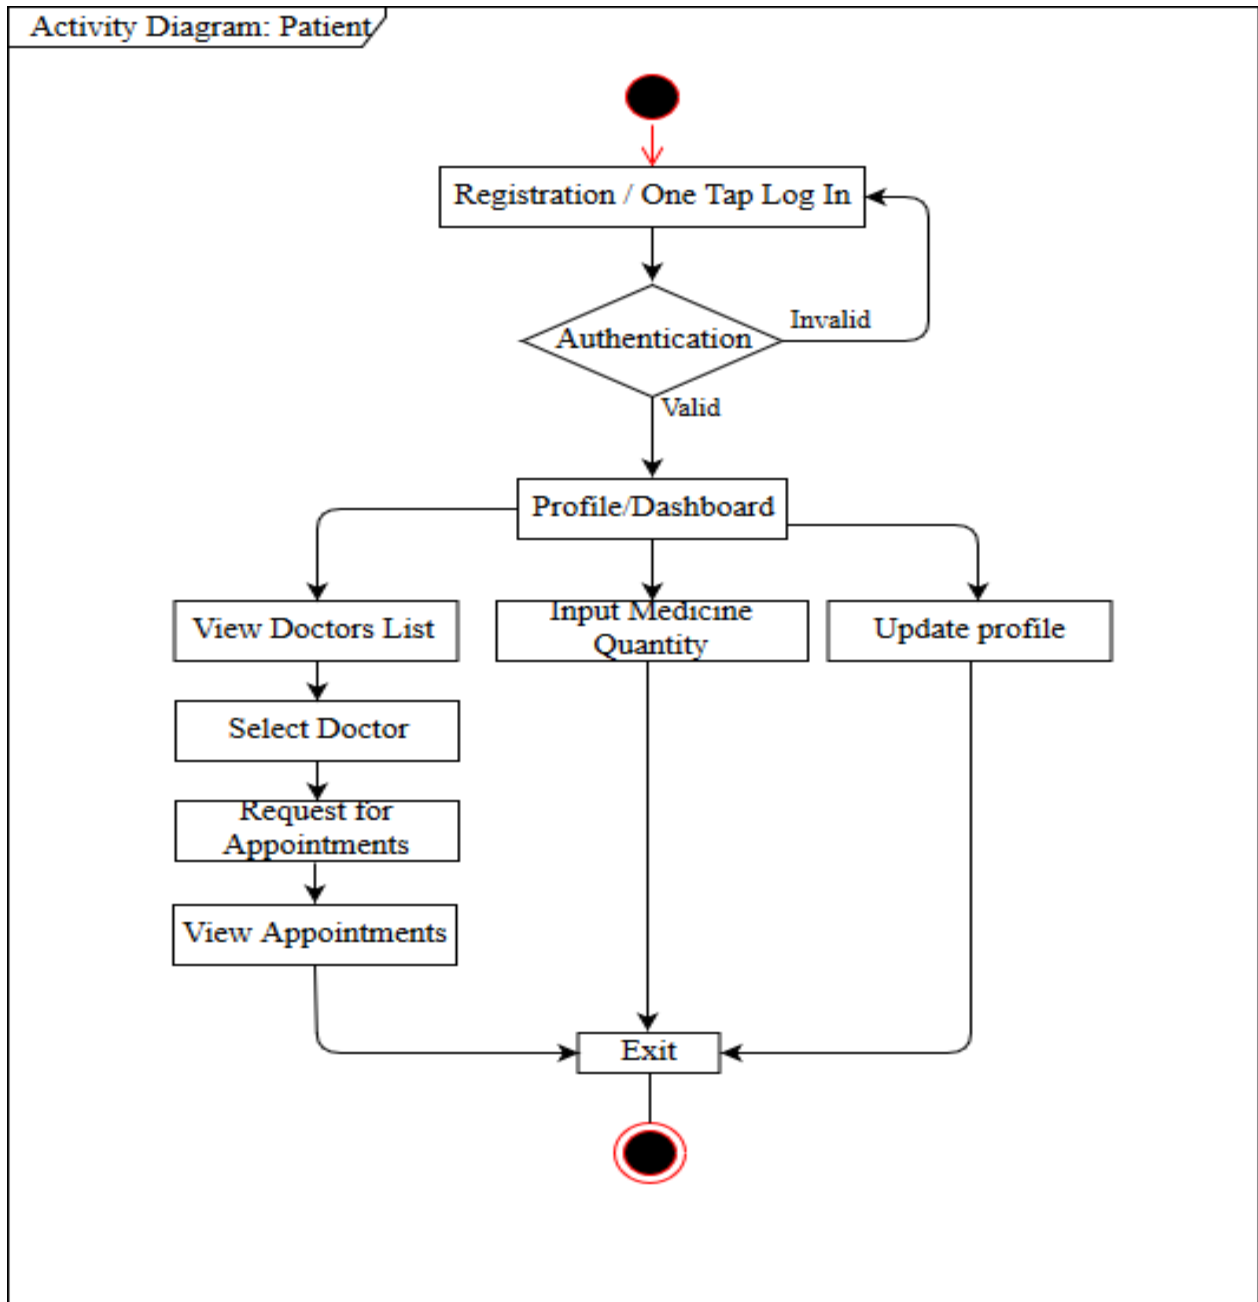 Activity Diagram: Patient
Registration / One Tap Log In
Authentication
Invalid
Valid
Profile/Dashboard
View Doctors List
Input Medicine
Quantity
Update profile
Select Doctor
Request for
Appointments
View Appointments
Exit